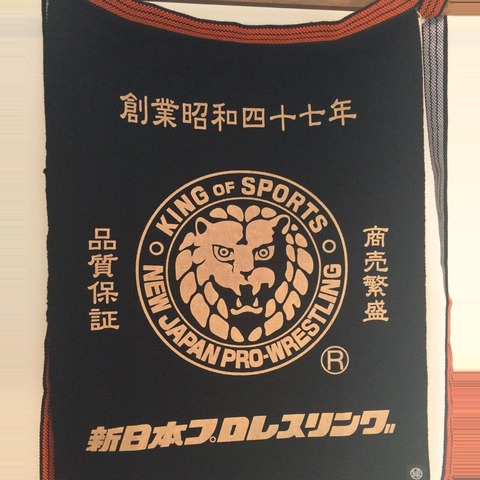 創業昭和四十七年
KING OF SPORTS
NEW JAPAN PRO-WRESTLING
®
商売繁盛
品質保証
新日本プロレスリング